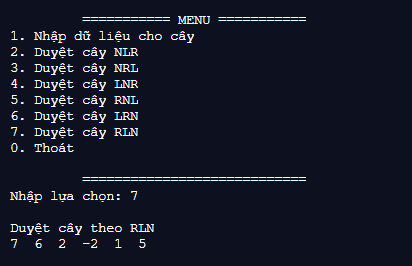 =========== MENU ===========
1. Nhập dữ liệu cho cây
2. Duyệt cây NLR
3. Duyệt cây NRL
4. Duyệt cây LNR
5. Duyệt cây RNL
6. Duyệt cây LRN
7. Duyệt cây RLN
0. Thoát
============================
Nhập lựa chọn: 7
Duyệt cây theo RLN
7 6 2 -2 1 5